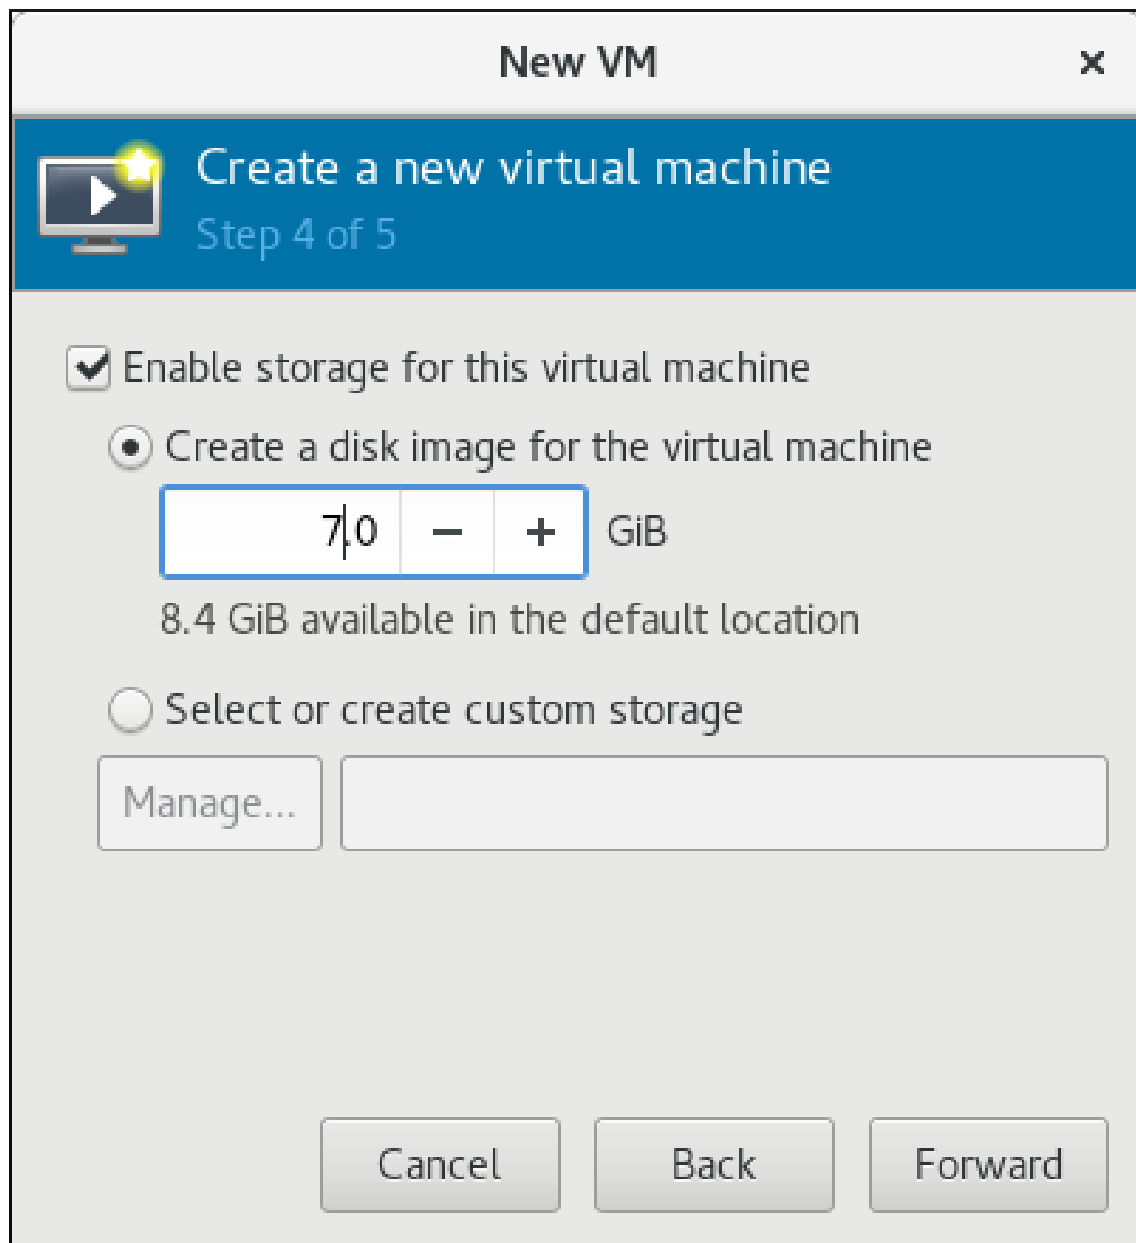 New VM
Create a new virtual machine
Step 4 of 5
Enable storage for this virtual machine
Create a disk image for the virtual machine
7.0 − + GiB
8.4 GiB available in the default location
Select or create custom storage
Manage...
Cancel Back Forward